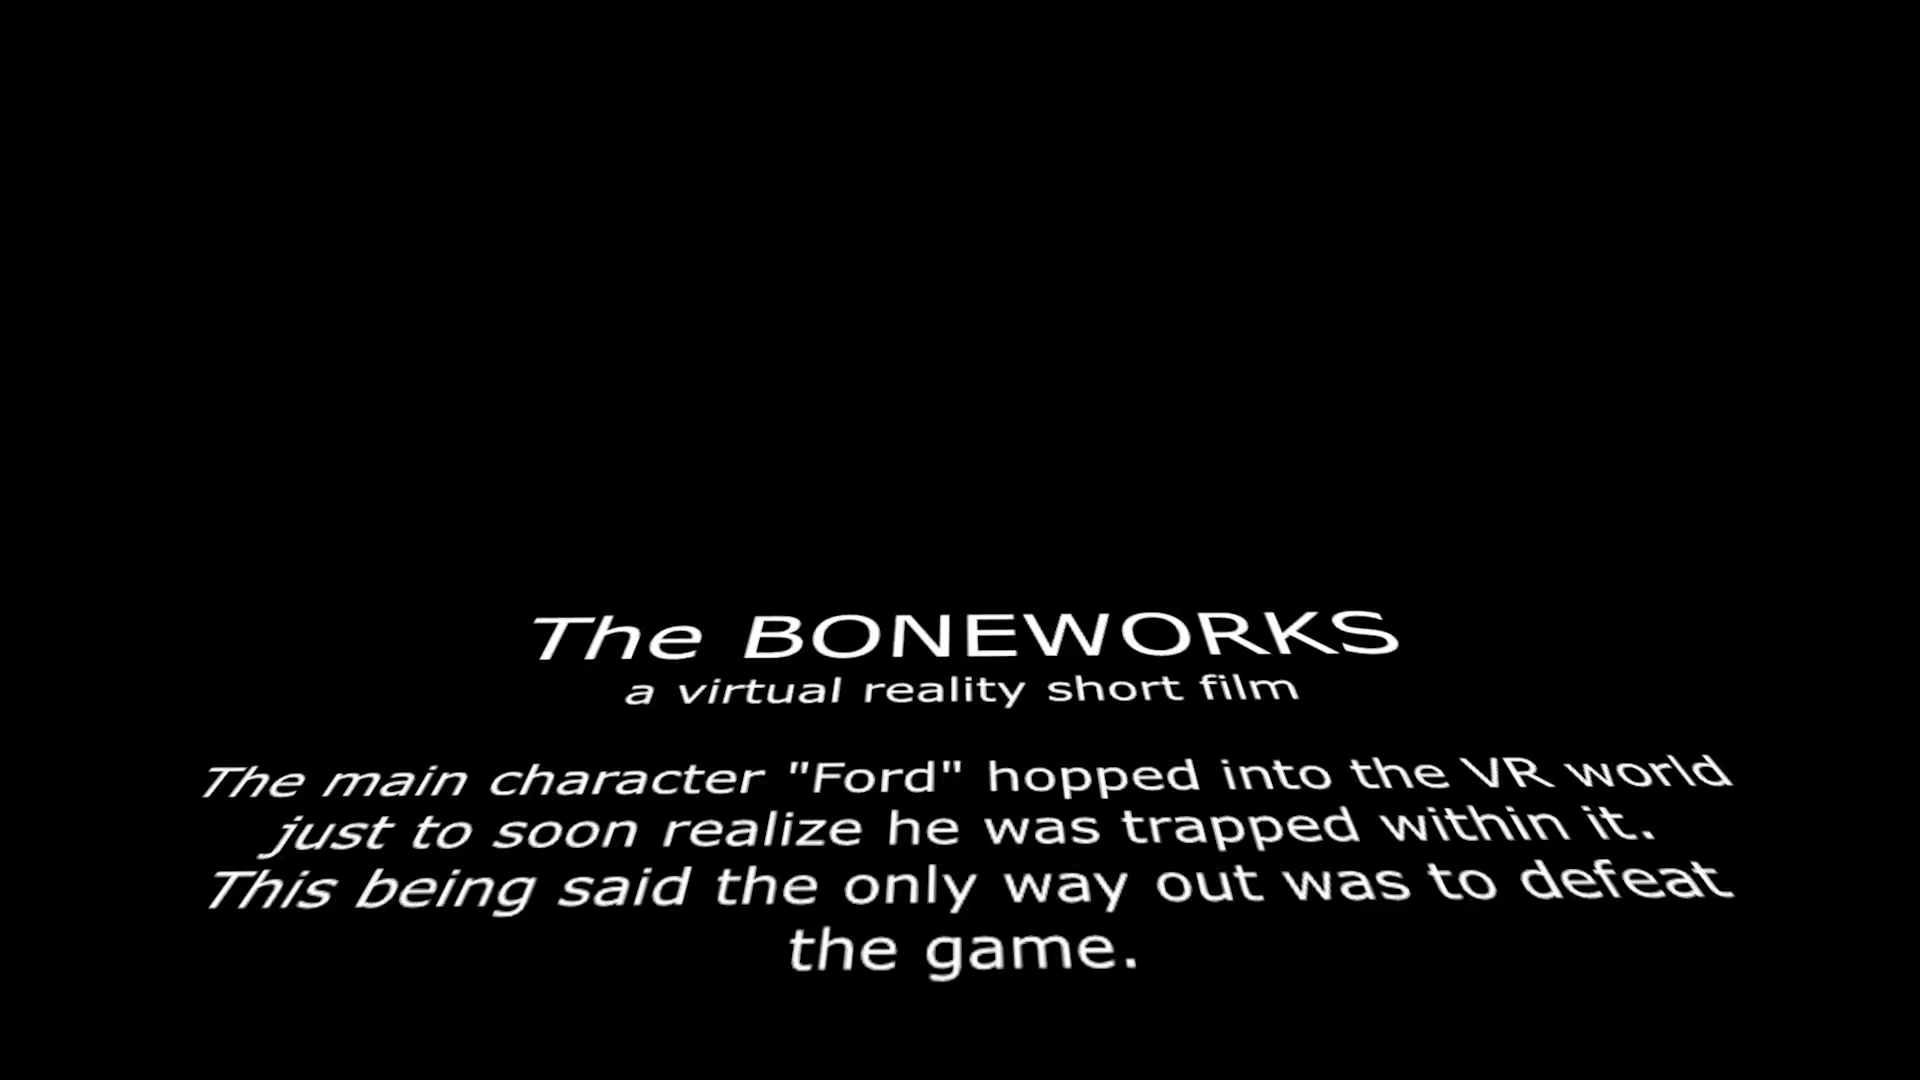 The BONEWORKS
a virtual reality short film
The main character "Ford" hopped into the VR world
just to soon realize he was trapped within it.
This being said the only way out was to defeat
the game.